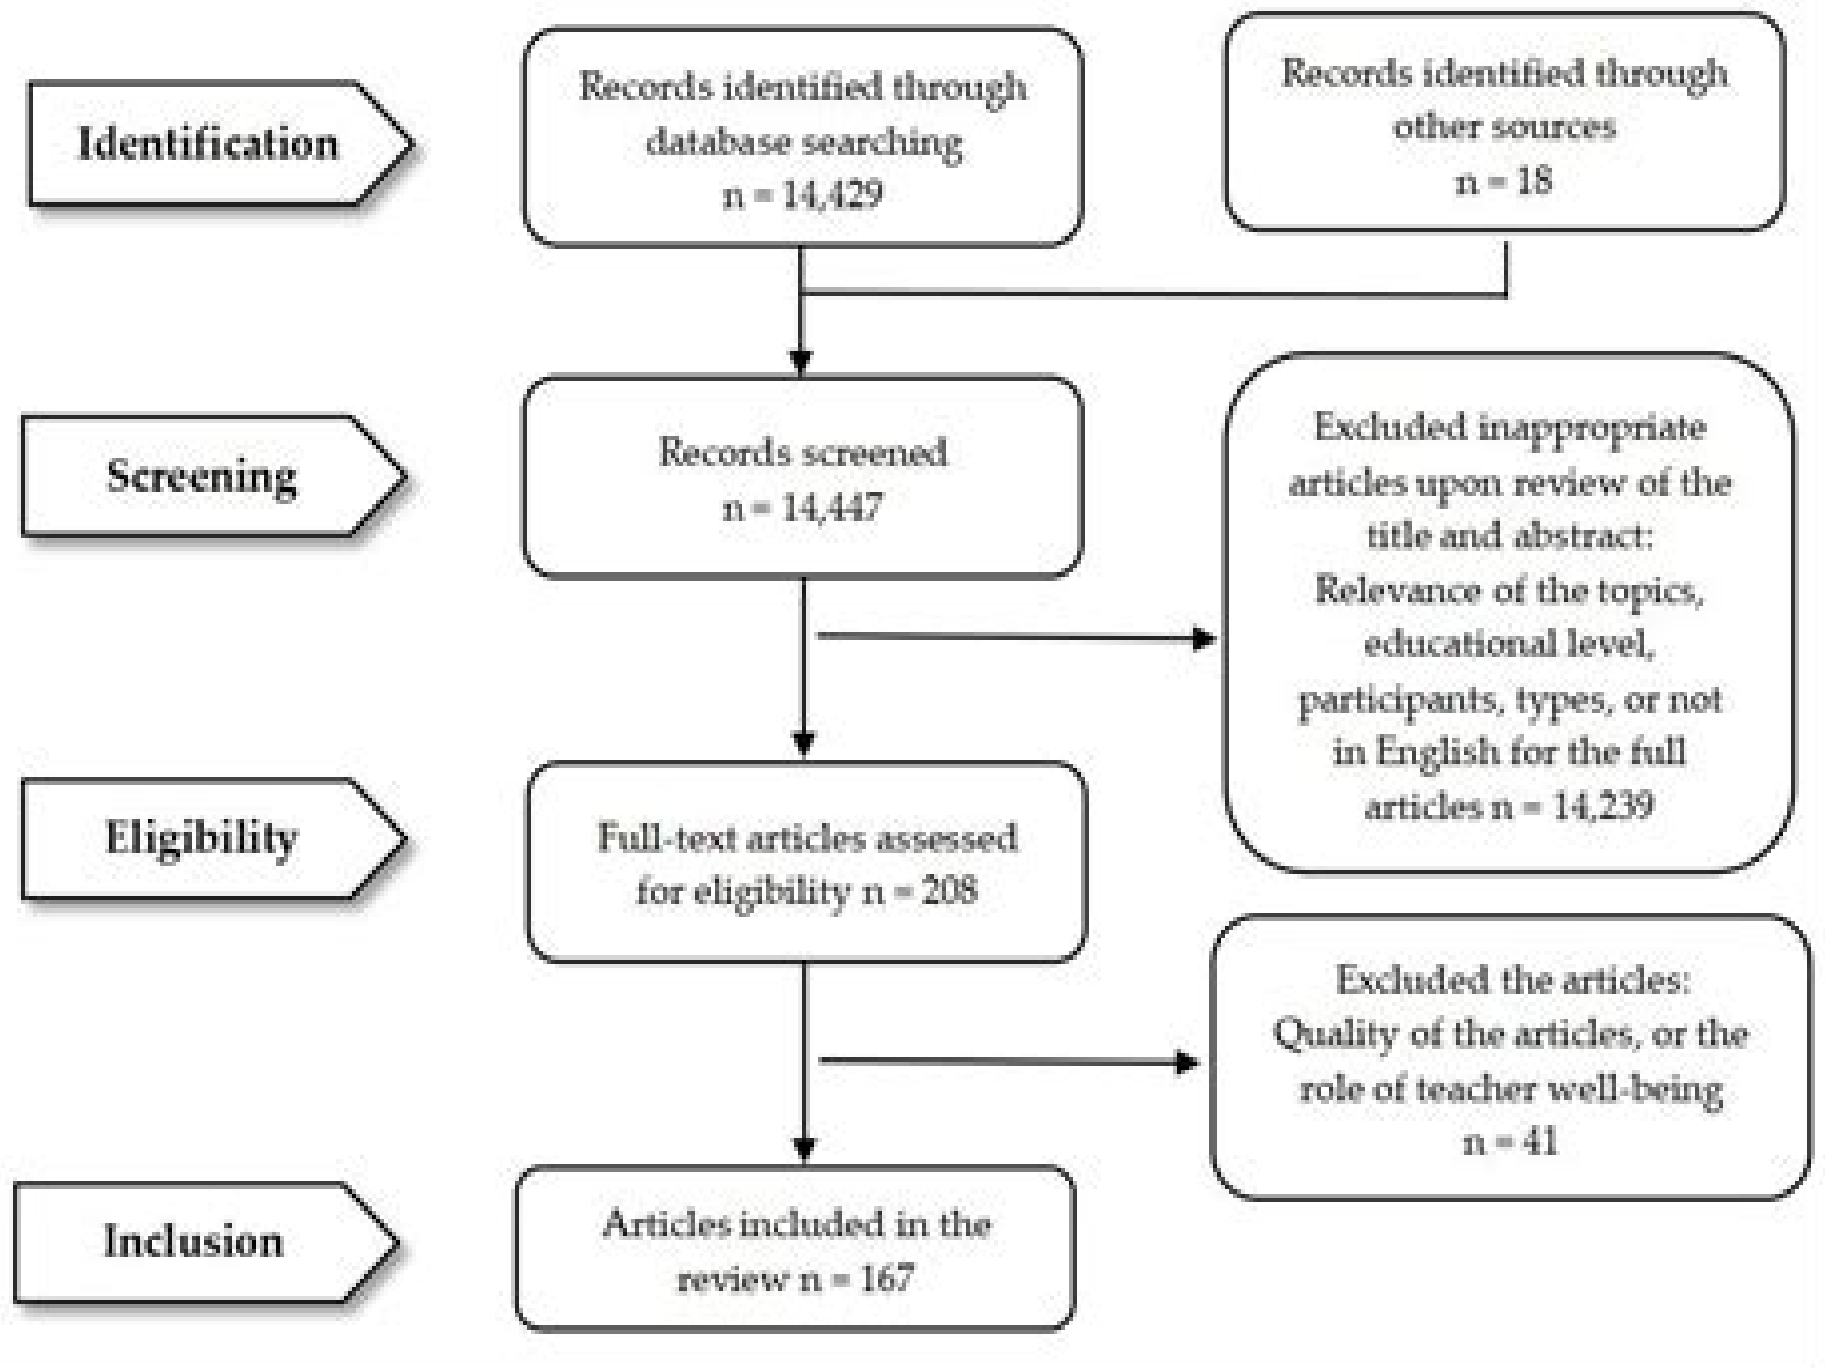 Identification
Records identified through
database searching
n = 14,429
Records identified through
other sources
n = 18
Screening
Records screened
n = 14,447
Excluded inappropriate
articles upon review of the
title and abstract:
Relevance of the topics,
educational level,
participants, types, or not
in English for the full
articles n = 14,239
Eligibility
Full-text articles assessed
for eligibility n = 208
Excluded the articles:
Quality of the articles, or the
role of teacher well-being
n = 41
Inclusion
Articles included in the
review n = 167